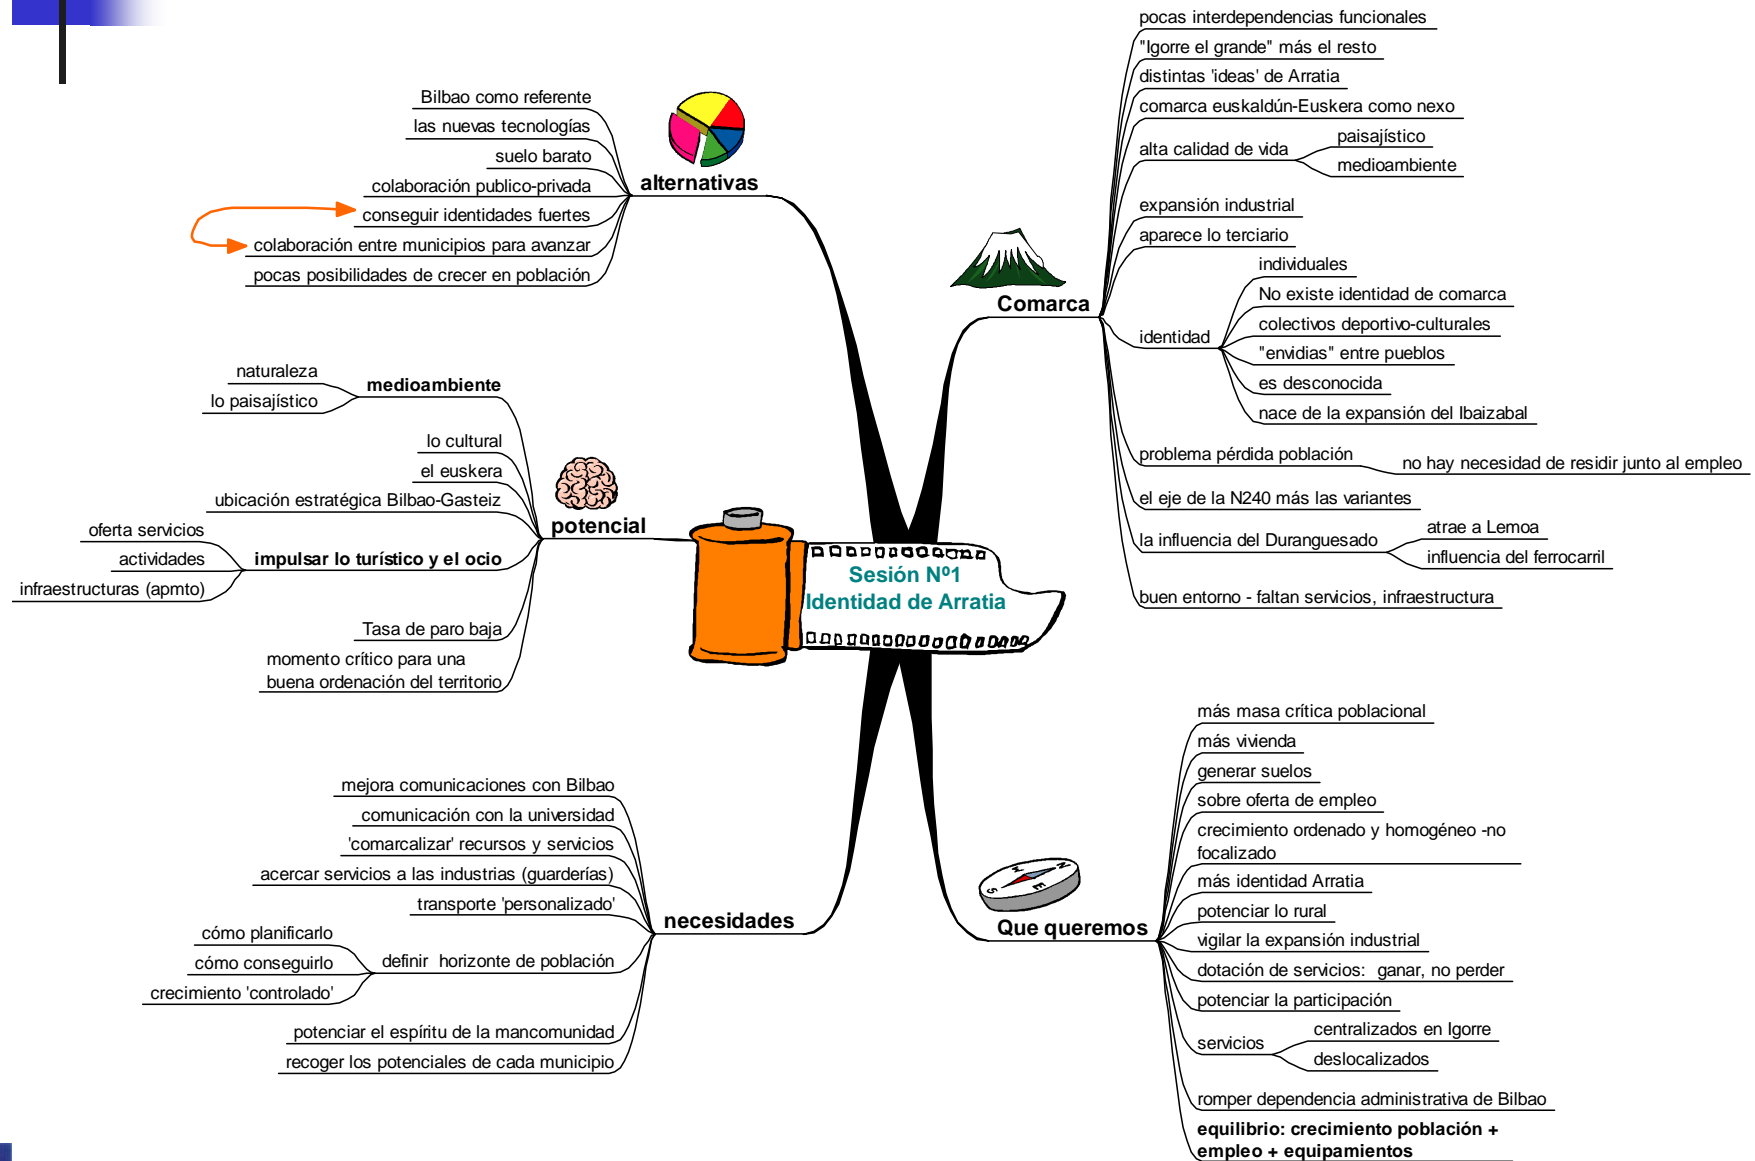 Sesión Nº1
Identidad de Arratia
Comarca
pocas interdependencias funcionales
"Igorre el grande" más el resto
distintas 'ideas' de Arratia
comarca euskaldún-Euskera como nexo
alta calidad de vida
paisajístico
medioambiente
expansión industrial
aparece lo terciario
identidad
individuales
No existe identidad de comarca
colectivos deportivo-culturales
"envidias" entre pueblos
es desconocida
nace de la expansión del Ibaizabal
problema pérdida población
no hay necesidad de residir junto al empleo
el eje de la N240 más las variantes
la influencia del Duranguesado
atrae a Lemoa
influencia del ferrocarril
buen entorno - faltan servicios, infraestructura
Que queremos
más masa crítica poblacional
más vivienda
generar suelos
sobre oferta de empleo
crecimiento ordenado y homogéneo -no
focalizado
más identidad Arratia
potenciar lo rural
vigilar la expansión industrial
dotación de servicios: ganar, no perder
potenciar la participación
servicios
centralizados en Igorre
deslocalizados
romper dependencia administrativa de Bilbao
equilibrio: crecimiento población +
empleo + equipamientos
N
E
S
W
necesidades
mejora comunicaciones con Bilbao
comunicación con la universidad
'comarcalizar' recursos y servicios
acercar servicios a las industrias (guarderías)
transporte 'personalizado'
definir horizonte de población
cómo planificarlo
cómo conseguirlo
crecimiento 'controlado'
potenciar el espíritu de la mancomunidad
recoger los potenciales de cada municipio
potencial
medioambiente
naturaleza
lo paisajístico
lo cultural
el euskera
ubicación estratégica Bilbao-Gasteiz
impulsar lo turístico y el ocio
oferta servicios
actividades
infraestructuras (apmto)
Tasa de paro baja
momento crítico para una
buena ordenación del territorio
alternativas
Bilbao como referente
las nuevas tecnologías
suelo barato
colaboración publico-privada
conseguir identidades fuertes
colaboración entre municipios para avanzar
pocas posibilidades de crecer en población